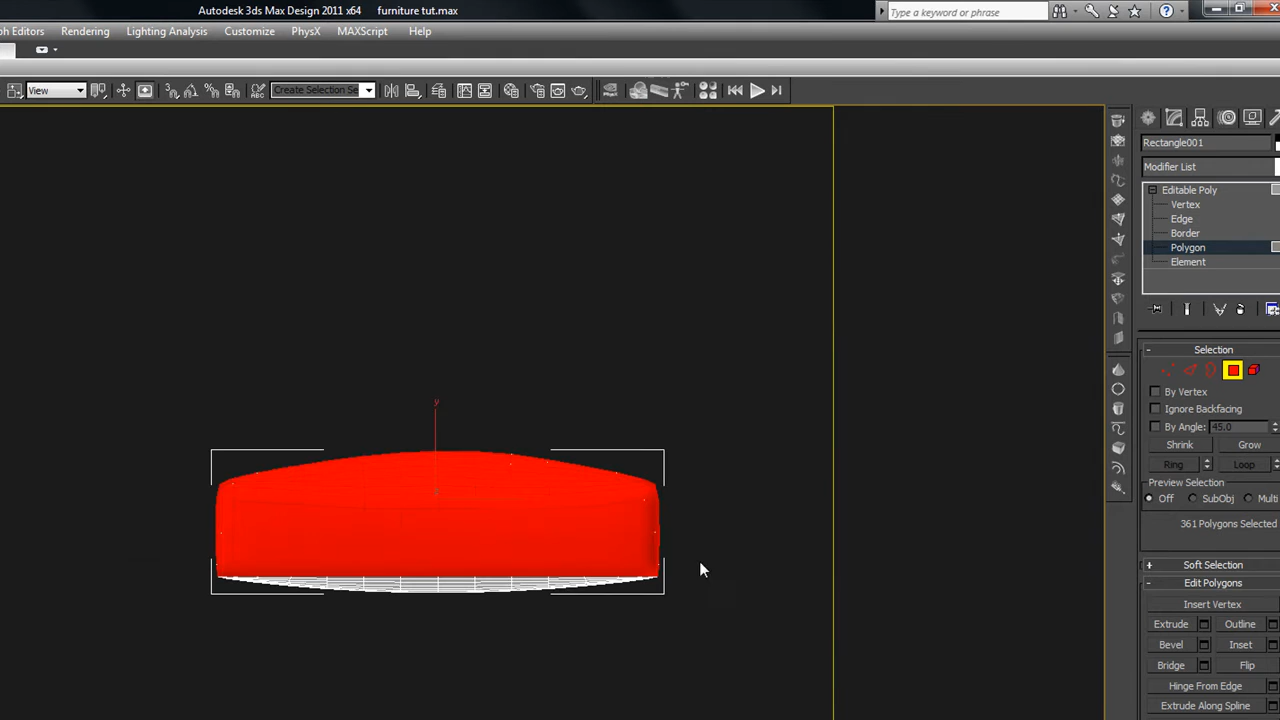 Autodesk 3ds Max Design 2011 x64 furniture tut.max
Type a keyword or phrase
ph Editors Rendering Lighting Analysis Customize PhysX MAXScript Help
View Create Selection Se
Rectangle001
Modifier List
Editable Poly
Vertex
Edge
Border
Polygon
Element
y
Selection
By Vertex
Ignore Backfacing
By Angle: 45.0
Shrink Grow
Ring Loop
Preview Selection
Off SubObj Multi
361 Polygons Selected
+ Soft Selection
- Edit Polygons
Insert Vertex
Extrude Outline
Bevel Inset
Bridge Flip
Hinge From Edge
Extrude Along Spline